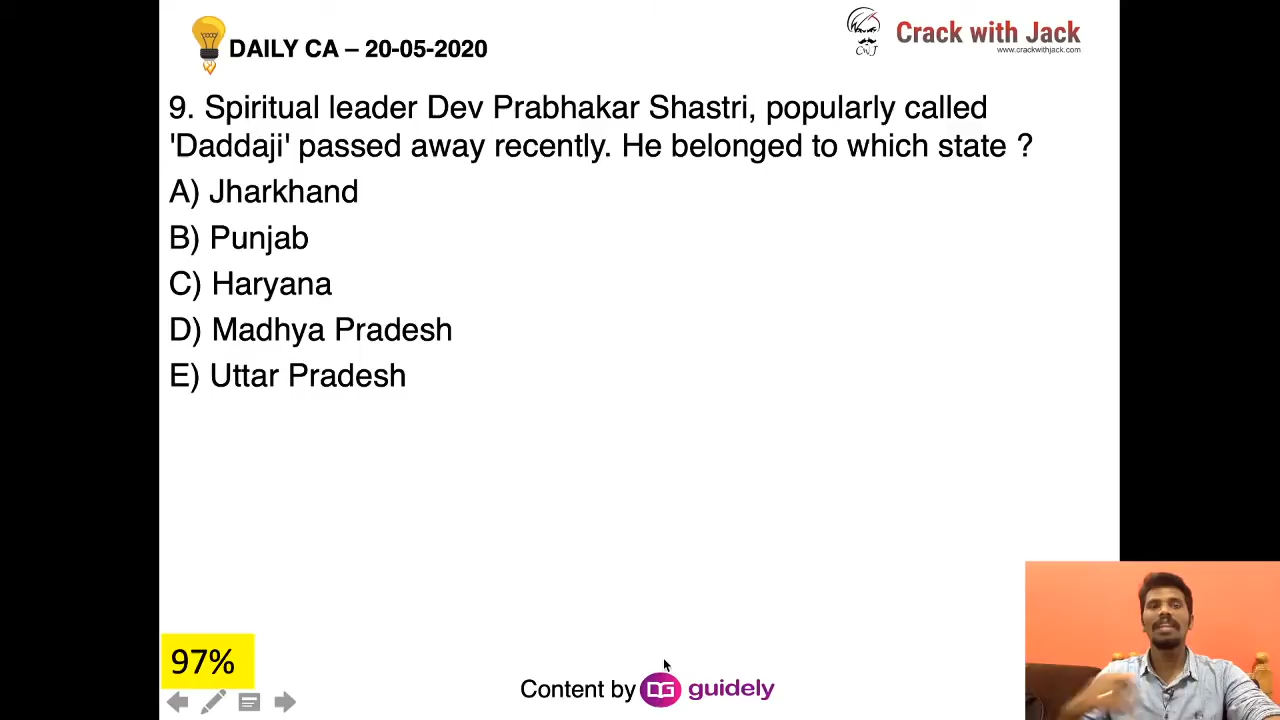 DAILY CA – 20-05-2020
Crack with Jack
www.crackwithjack.com
CWJ
9. Spiritual leader Dev Prabhakar Shastri, popularly called
'Daddaji' passed away recently. He belonged to which state ?
A) Jharkhand
B) Punjab
C) Haryana
D) Madhya Pradesh
E) Uttar Pradesh
97%
Content by DG guidely